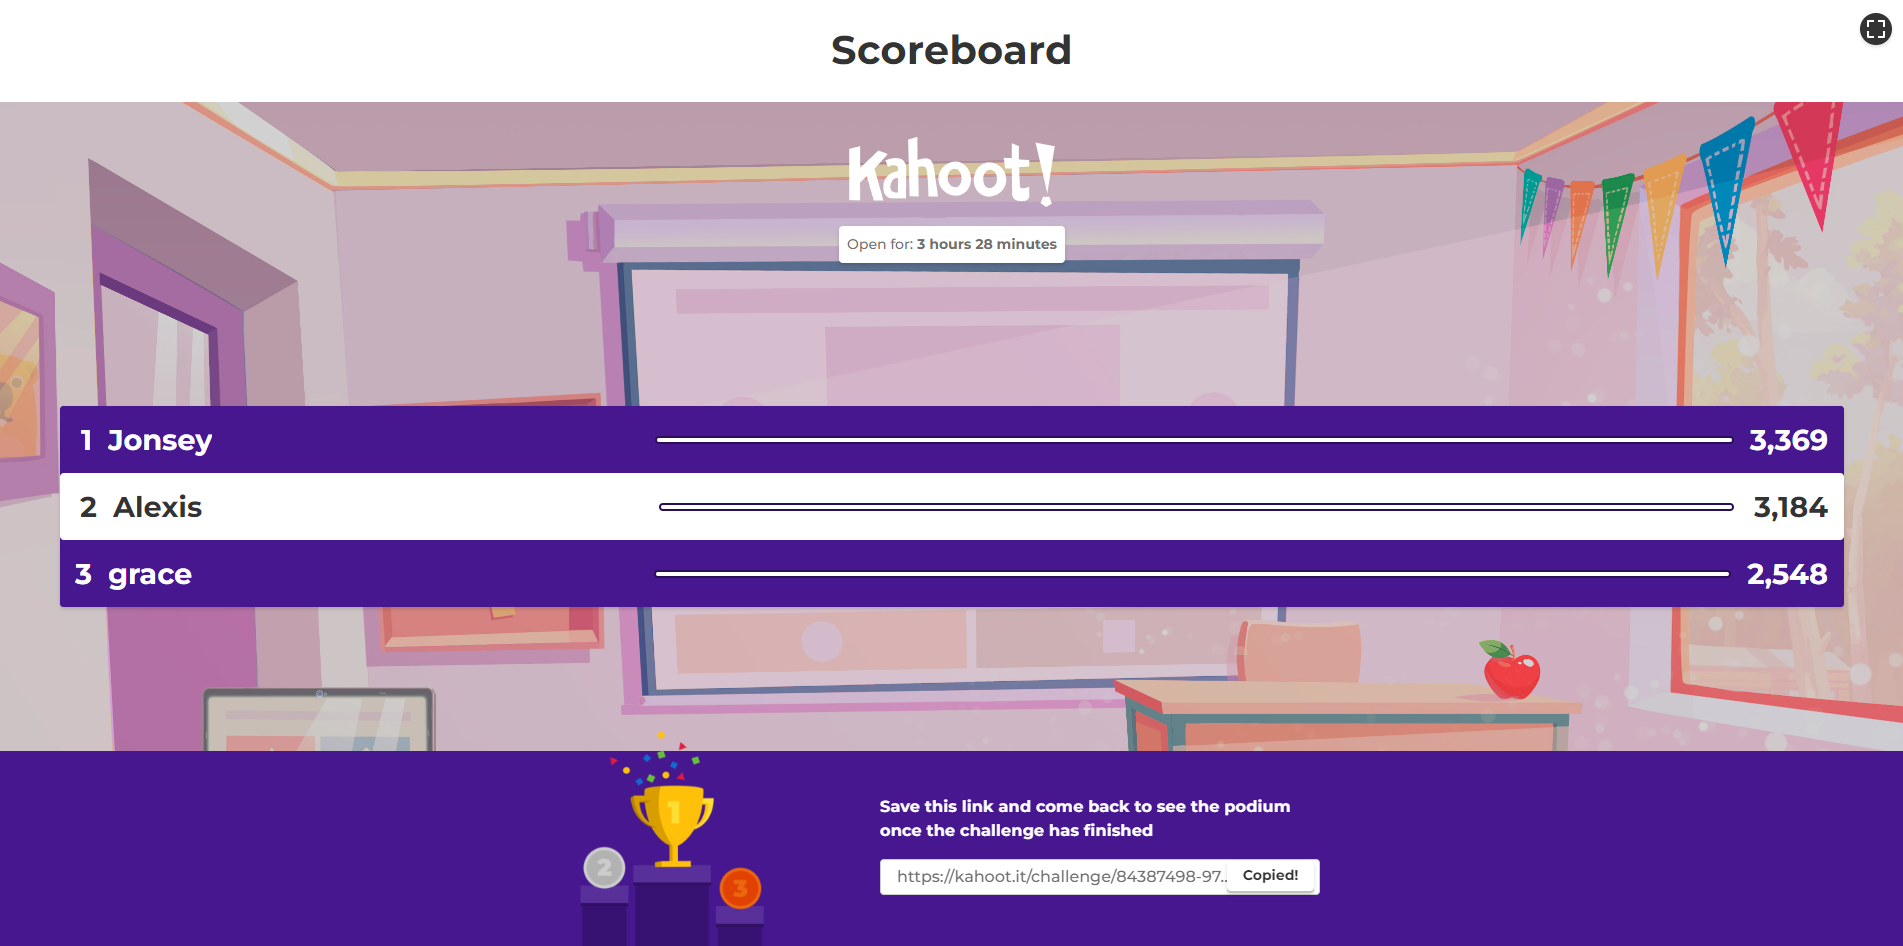 Scoreboard
Kahoot!
Open for: 3 hours 28 minutes
1 Jonsey 3,369
2 Alexis 3,184
3 grace 2,548
1
2
3
Save this link and come back to see the podium
once the challenge has finished
https://kahoot.it/challenge/84387498-97... Copied!